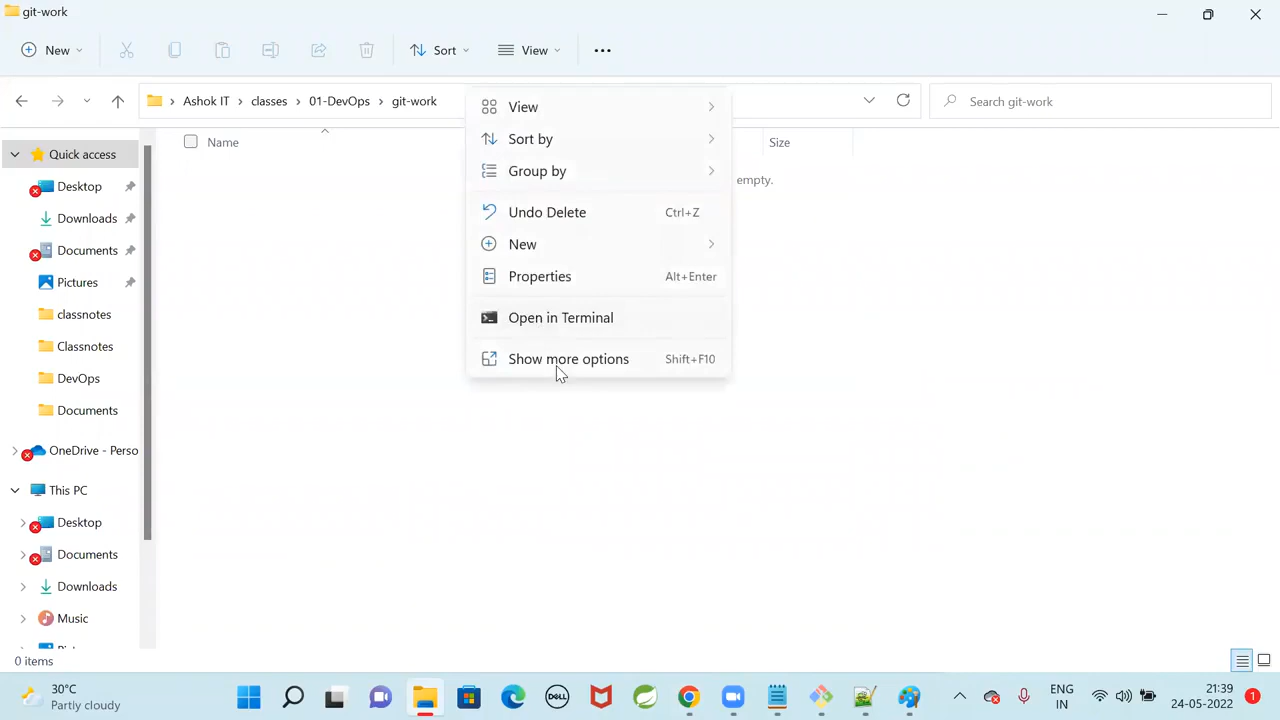 git-work
New
Sort
View
Ashok IT > classes > 01-DevOps > git-work
Search git-work
Name
Size
empty.
View
Sort by
Group by
Undo Delete Ctrl+Z
New
Properties Alt+Enter
Open in Terminal
Show more options Shift+F10
Quick access
Desktop
Downloads
Documents
Pictures
classnotes
Classnotes
DevOps
Documents
OneDrive - Perso
This PC
Desktop
Documents
Downloads
Music
0 items
30°C
Partly cloudy
DELL
ENG
IN
21:39
24-05-2022
1